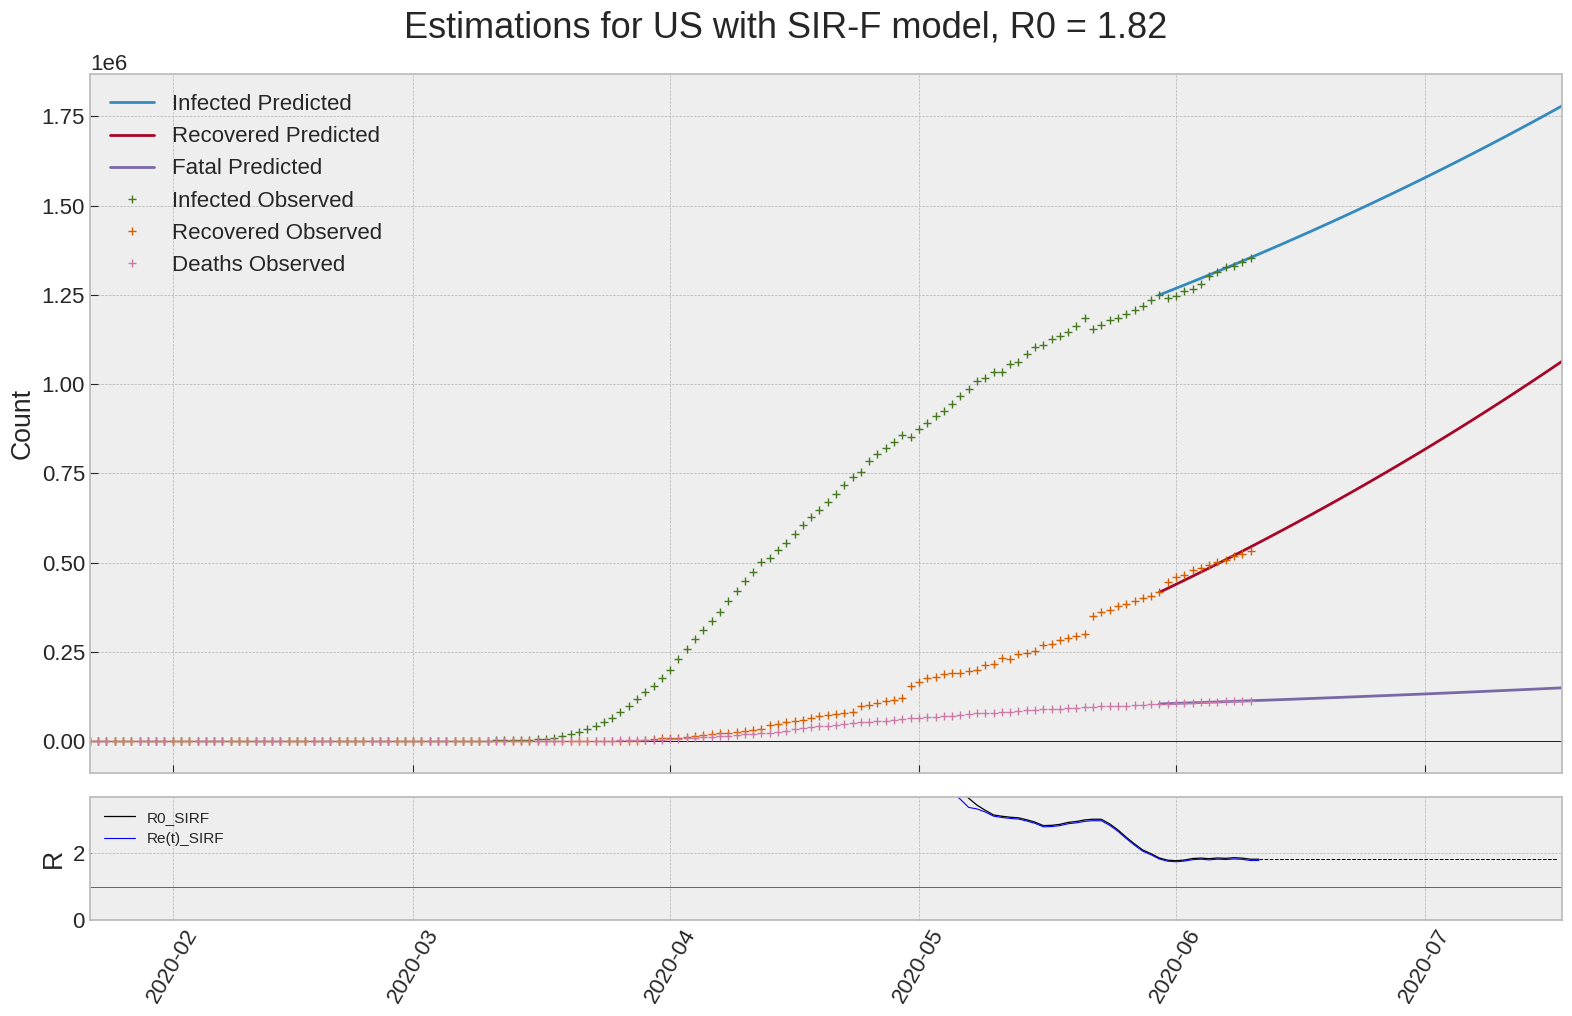 Estimations for US with SIR-F model, R0 = 1.82
1e6
1.75
1.50
1.25
1.00
0.75
0.50
0.25
0.00
Count
Infected Predicted
Recovered Predicted
Fatal Predicted
Infected Observed
Recovered Observed
Deaths Observed
R0_SIRF
Re(t)_SIRF
2
0
R
2020-02
2020-03
2020-04
2020-05
2020-06
2020-07